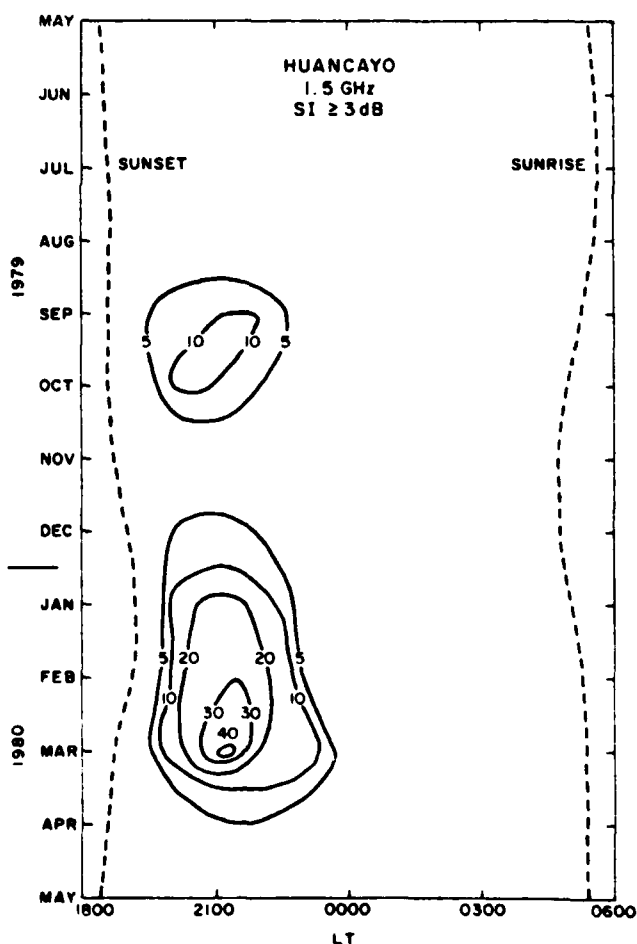 MAY
HUANCAYO
1.5 GHz
SI ≥ 3dB
JUN
JUL
SUNSET
SUNRISE
AUG
1979
SEP
5
10
10
5
OCT
NOV
DEC
JAN
5
20
20
5
FEB
10
30
30
10
40
1980
MAR
APR
MAY
1800
2100
0000
0300
0600
LT